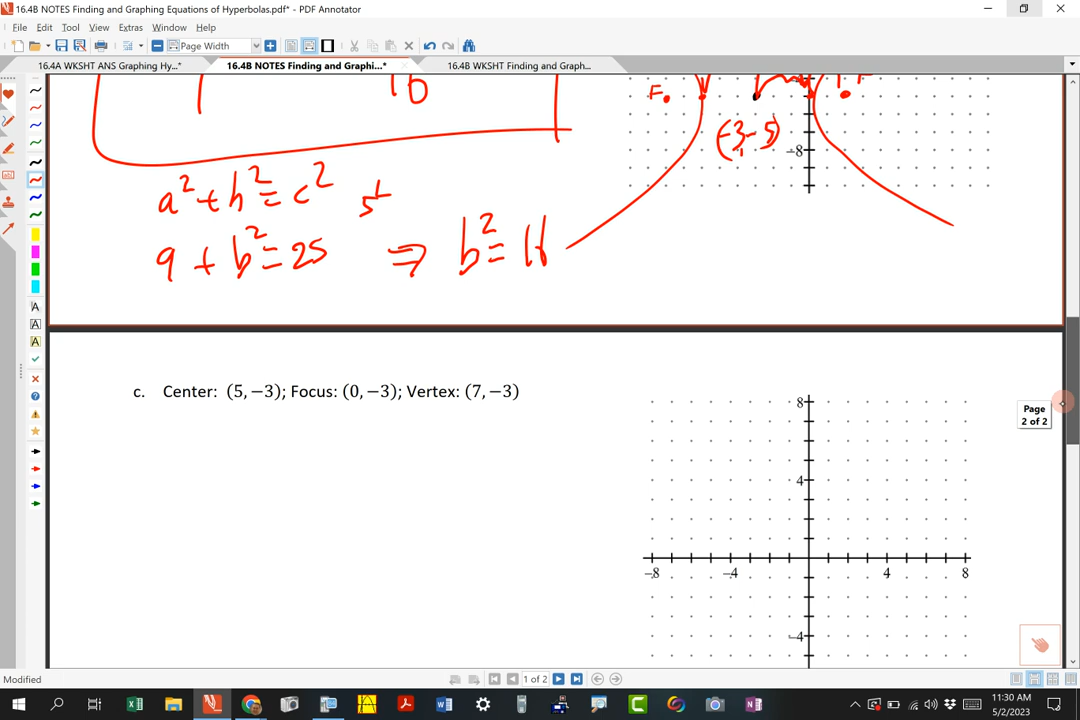 16.4B NOTES Finding and Graphing Equations of Hyperbolas.pdf* - PDF Annotator
File Edit Tool View Extras Window Help
Page Width
16.4A WKSHT ANS Graphing Hy...* 16.4B NOTES Finding and Graphi...* 16.4B WKSHT Finding and Graph...
16
F.
(-3,-5)
-8
a² + b² = c²
9 + b² = 25 ⇒ b² = 16
c. Center: (5, −3); Focus: (0, −3); Vertex: (7, −3)
8
4
-8 -4 4 8
-4
Page
2 of 2
Modified
1 of 2
11:30 AM
5/2/2023